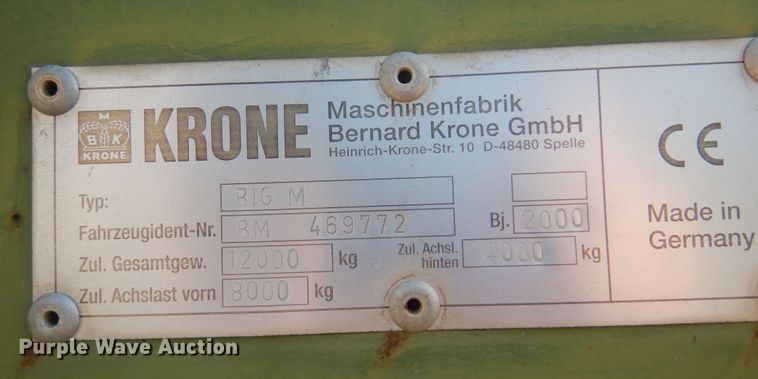 M
B K
KRONE
KRONE
Maschinenfabrik
Bernard Krone GmbH
Heinrich-Krone-Str. 10 D-48480 Spelle
CE
Typ: BIG M
Fahrzeugident-Nr. BM 469772 Bj. 2000
Zul. Gesamtgew. 12000 kg Zul. Achsl. hinten 4000 kg
Zul. Achslast vorn 8000 kg
Made in
Germany
Purple Wave Auction